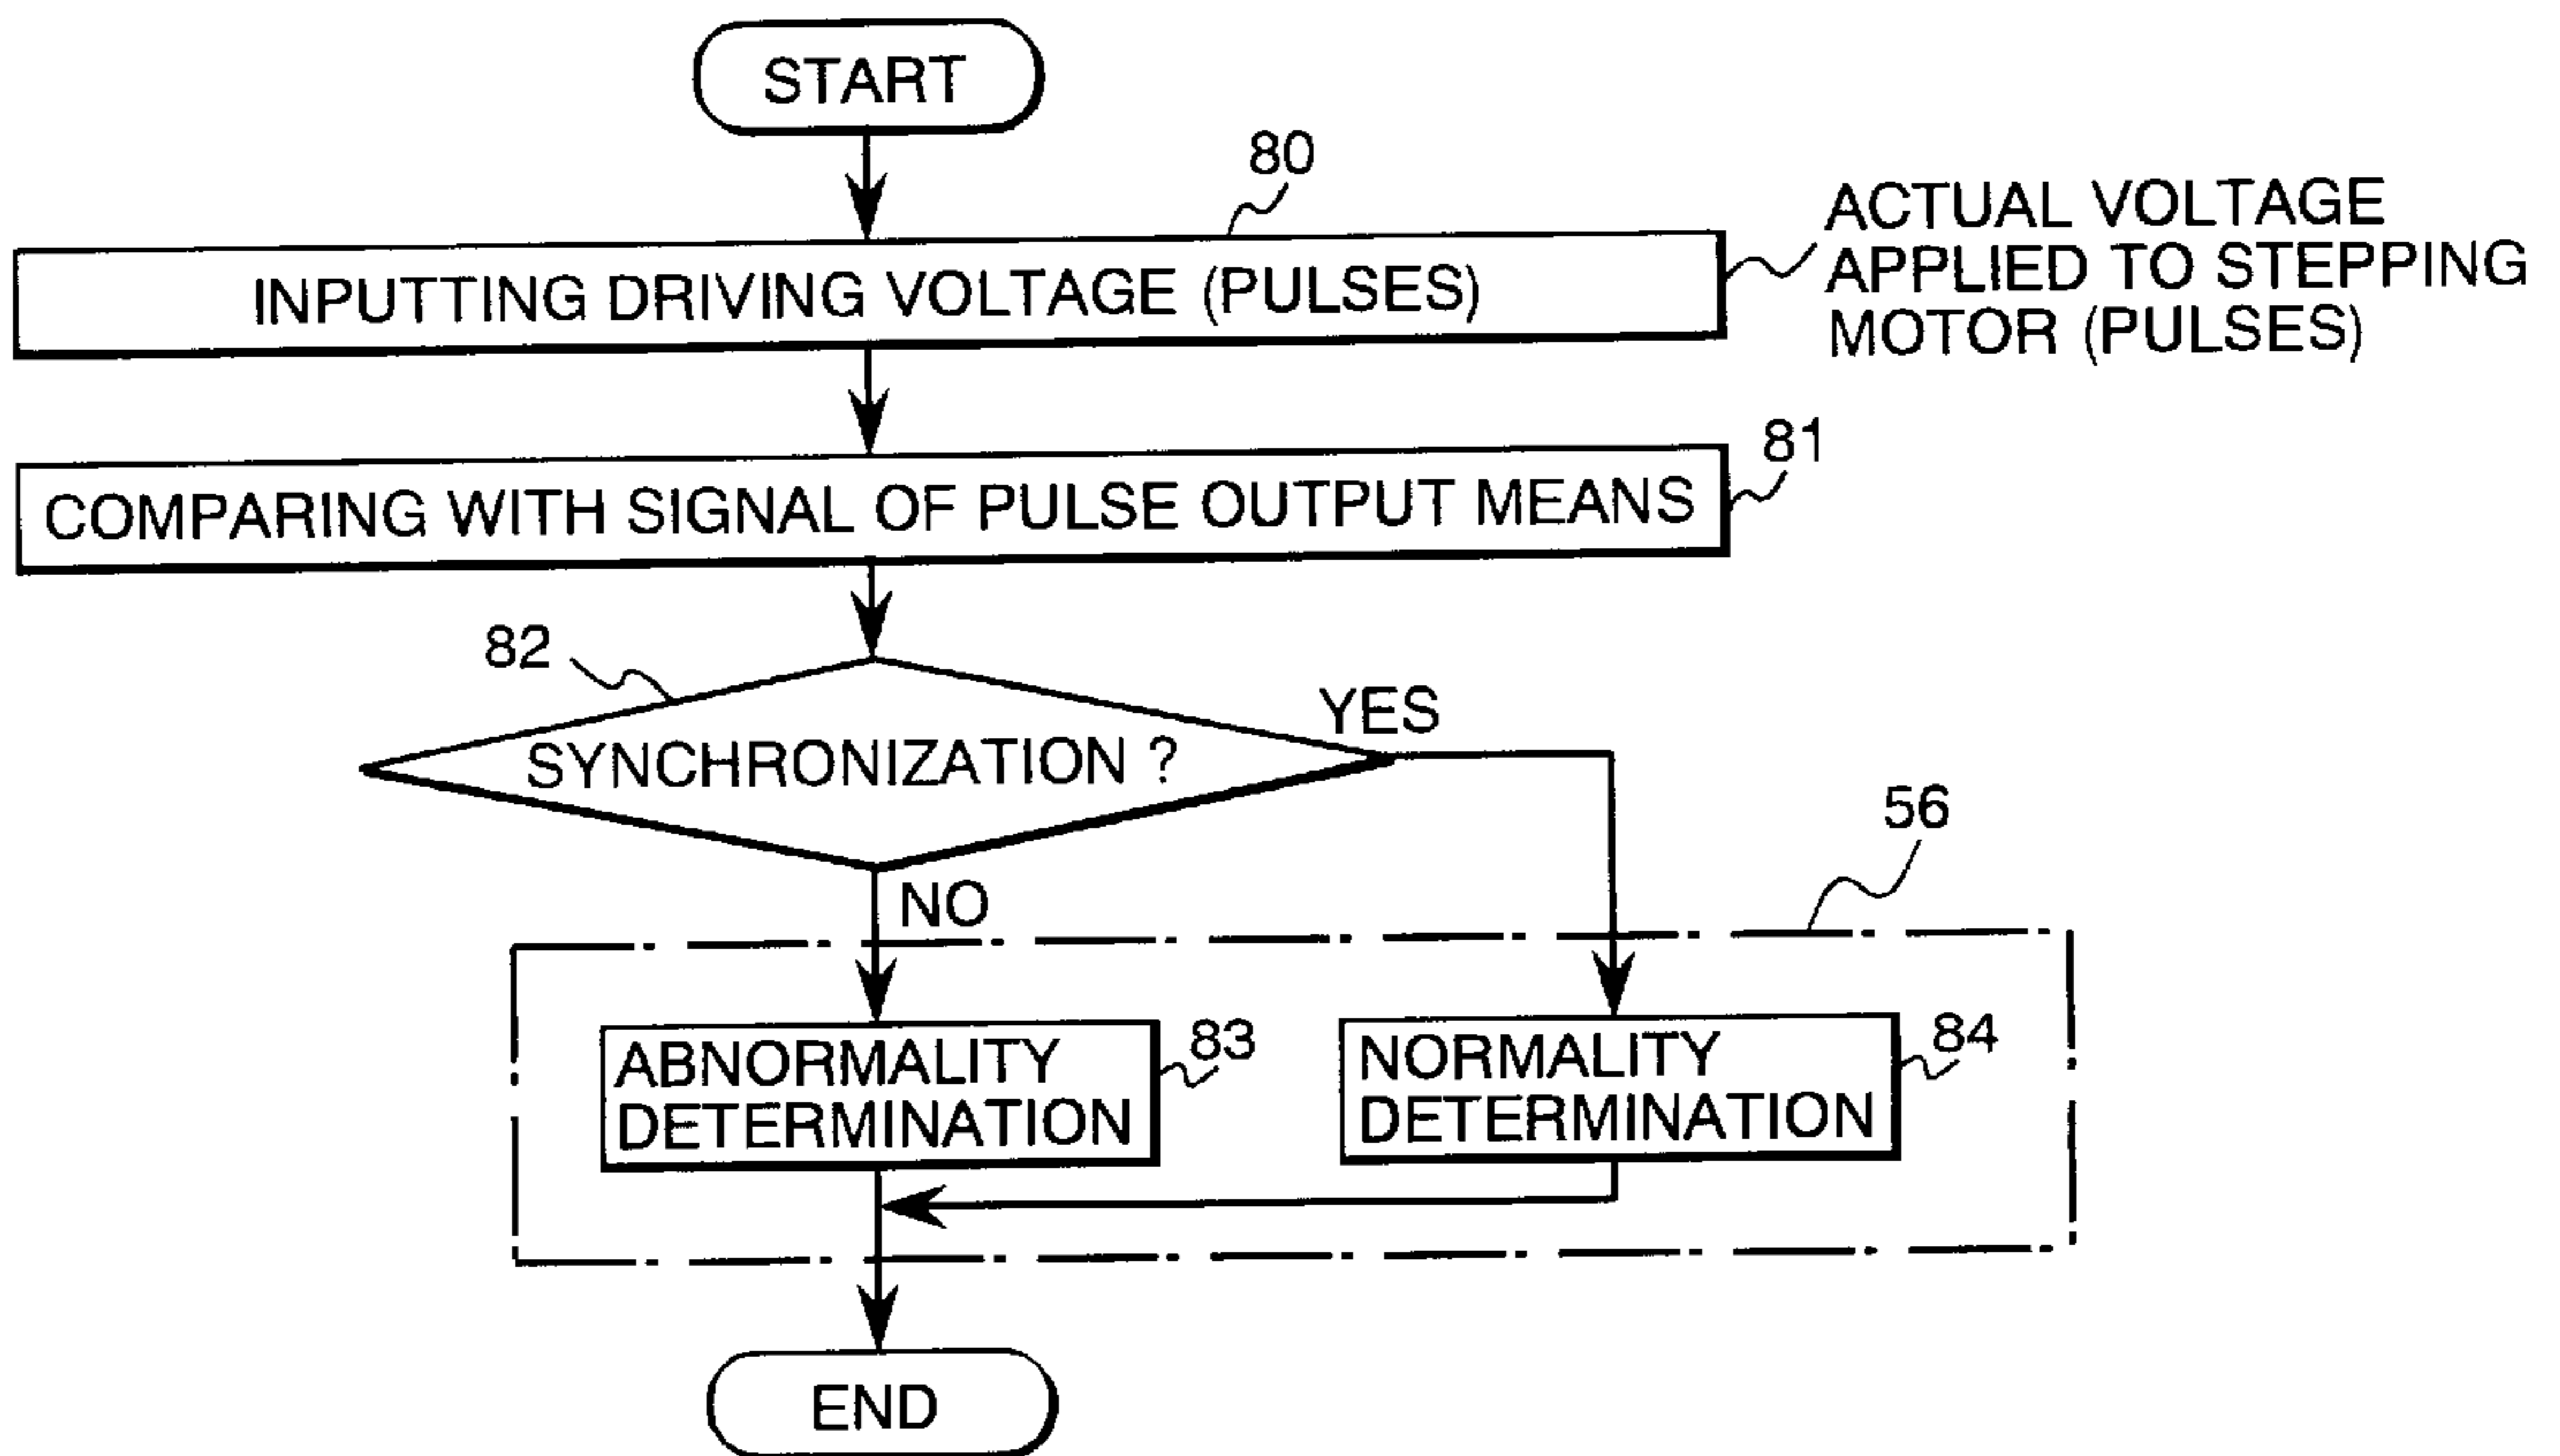 START
80
INPUTTING DRIVING VOLTAGE (PULSES)
ACTUAL VOLTAGE
APPLIED TO STEPPING
MOTOR (PULSES)
81
COMPARING WITH SIGNAL OF PULSE OUTPUT MEANS
82
SYNCHRONIZATION ?
YES
NO
56
ABNORMALITY
DETERMINATION
83
NORMALITY
DETERMINATION
84
END